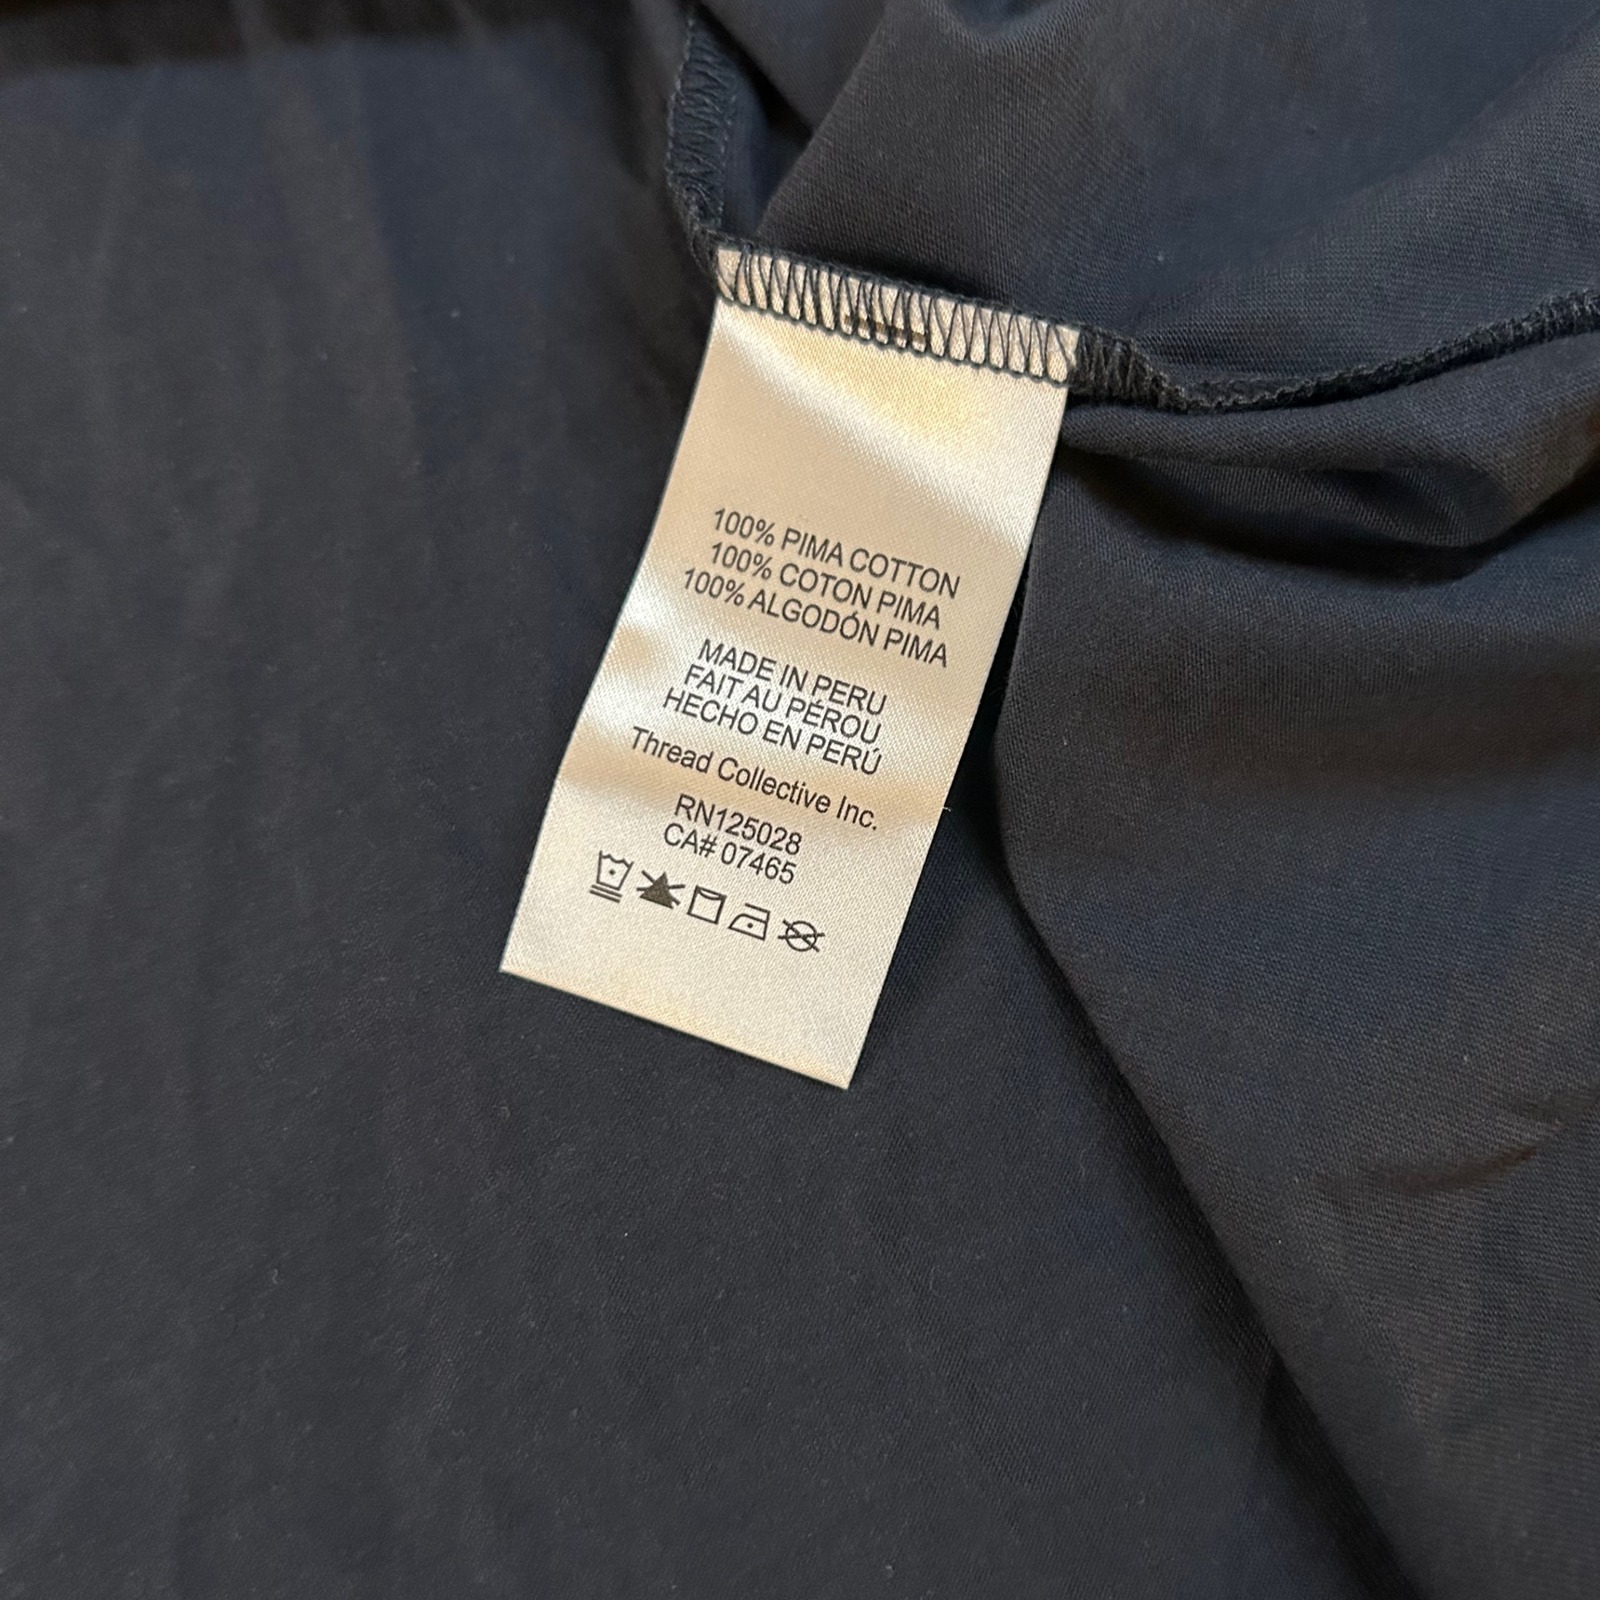 100% PIMA COTTON
100% COTON PIMA
100% ALGODÓN PIMA
MADE IN PERU
FAIT AU PÉROU
HECHO EN PERÚ
Thread Collective Inc.
RN125028
CA# 07465